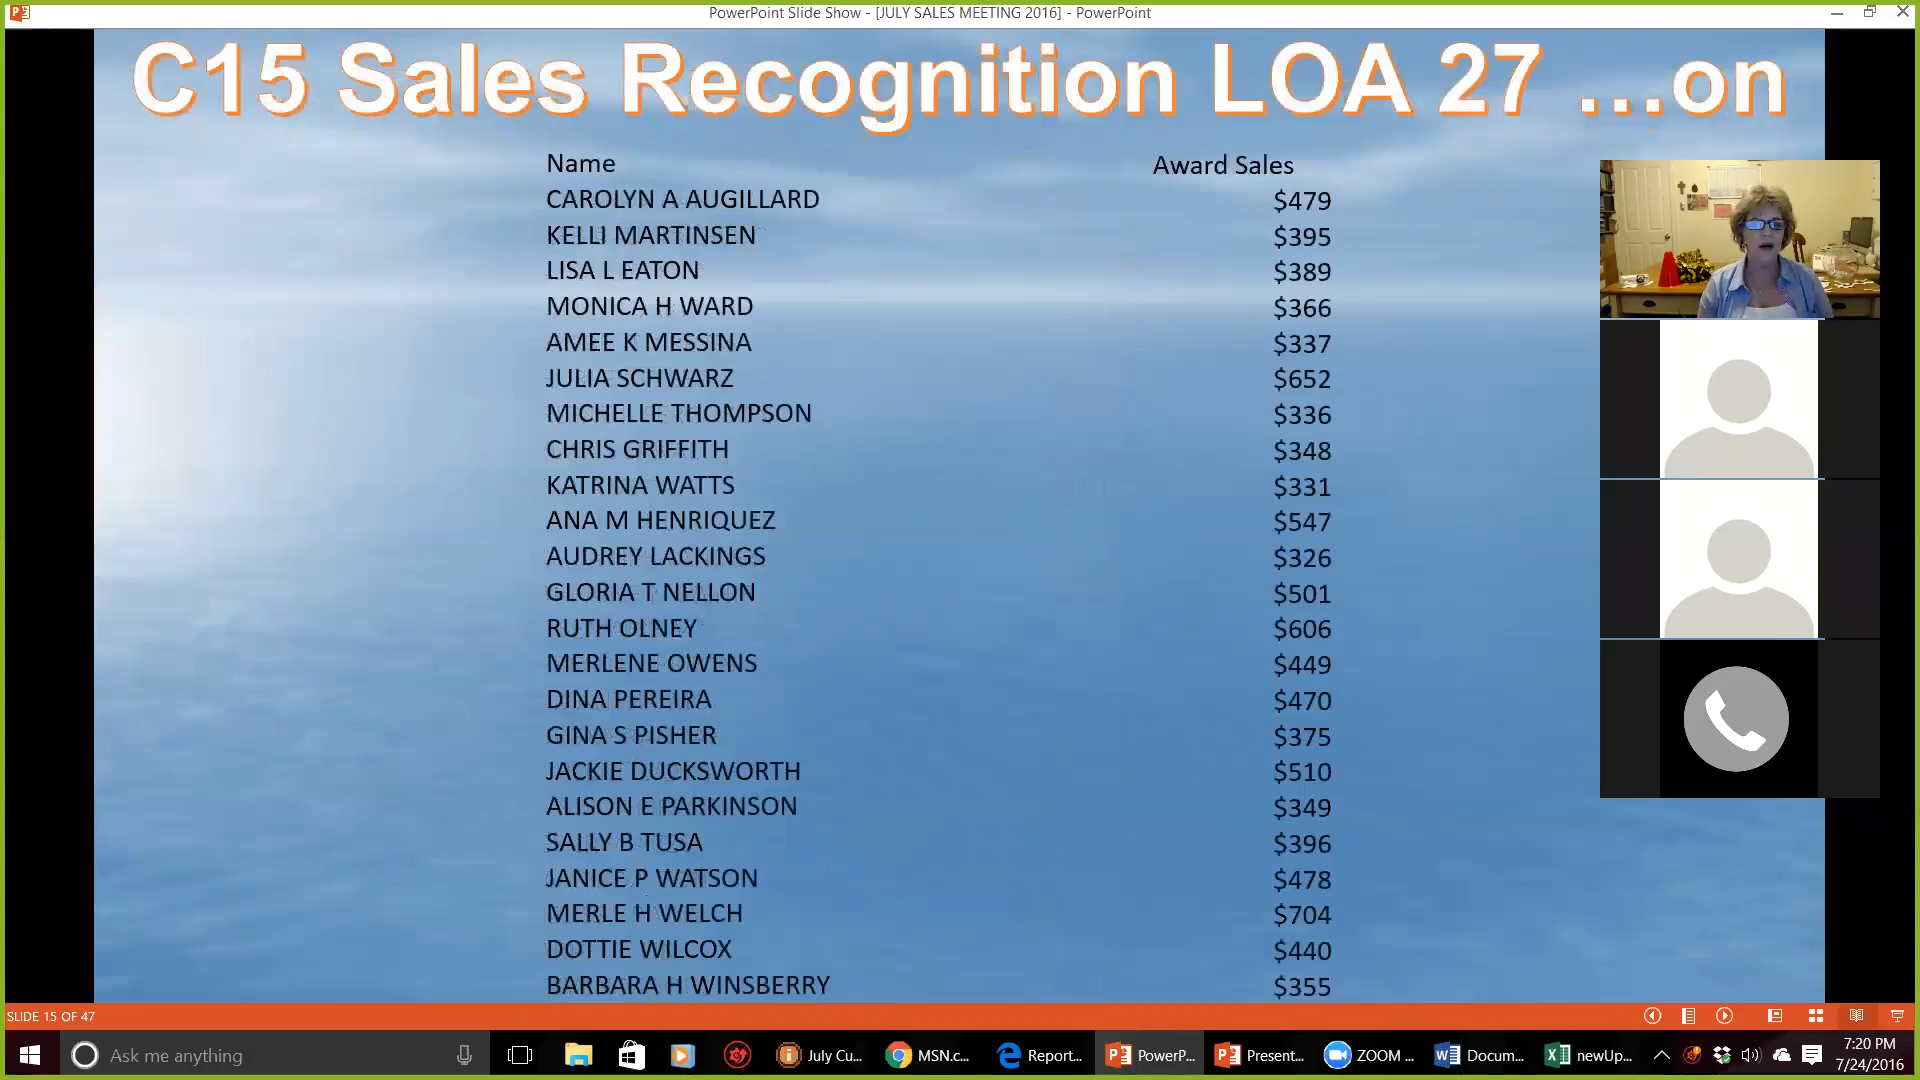 PowerPoint Slide Show - [JULY SALES MEETING 2016] - PowerPoint
C15 Sales Recognition LOA 27 ...on
Name Award Sales
CAROLYN A AUGILLARD $479
KELLI MARTINSEN $395
LISA L EATON $389
MONICA H WARD $366
AMEE K MESSINA $337
JULIA SCHWARZ $652
MICHELLE THOMPSON $336
CHRIS GRIFFITH $348
KATRINA WATTS $331
ANA M HENRIQUEZ $547
AUDREY LACKINGS $326
GLORIA T NELLON $501
RUTH OLNEY $606
MERLENE OWENS $449
DINA PEREIRA $470
GINA S PISHER $375
JACKIE DUCKSWORTH $510
ALISON E PARKINSON $349
SALLY B TUSA $396
JANICE P WATSON $478
MERLE H WELCH $704
DOTTIE WILCOX $440
BARBARA H WINSBERRY $355
SLIDE 15 OF 47
Ask me anything July Cu... MSN.c... Report... PowerP... Present... ZOOM ... Docum... newUp... 7:20 PM
7/24/2016